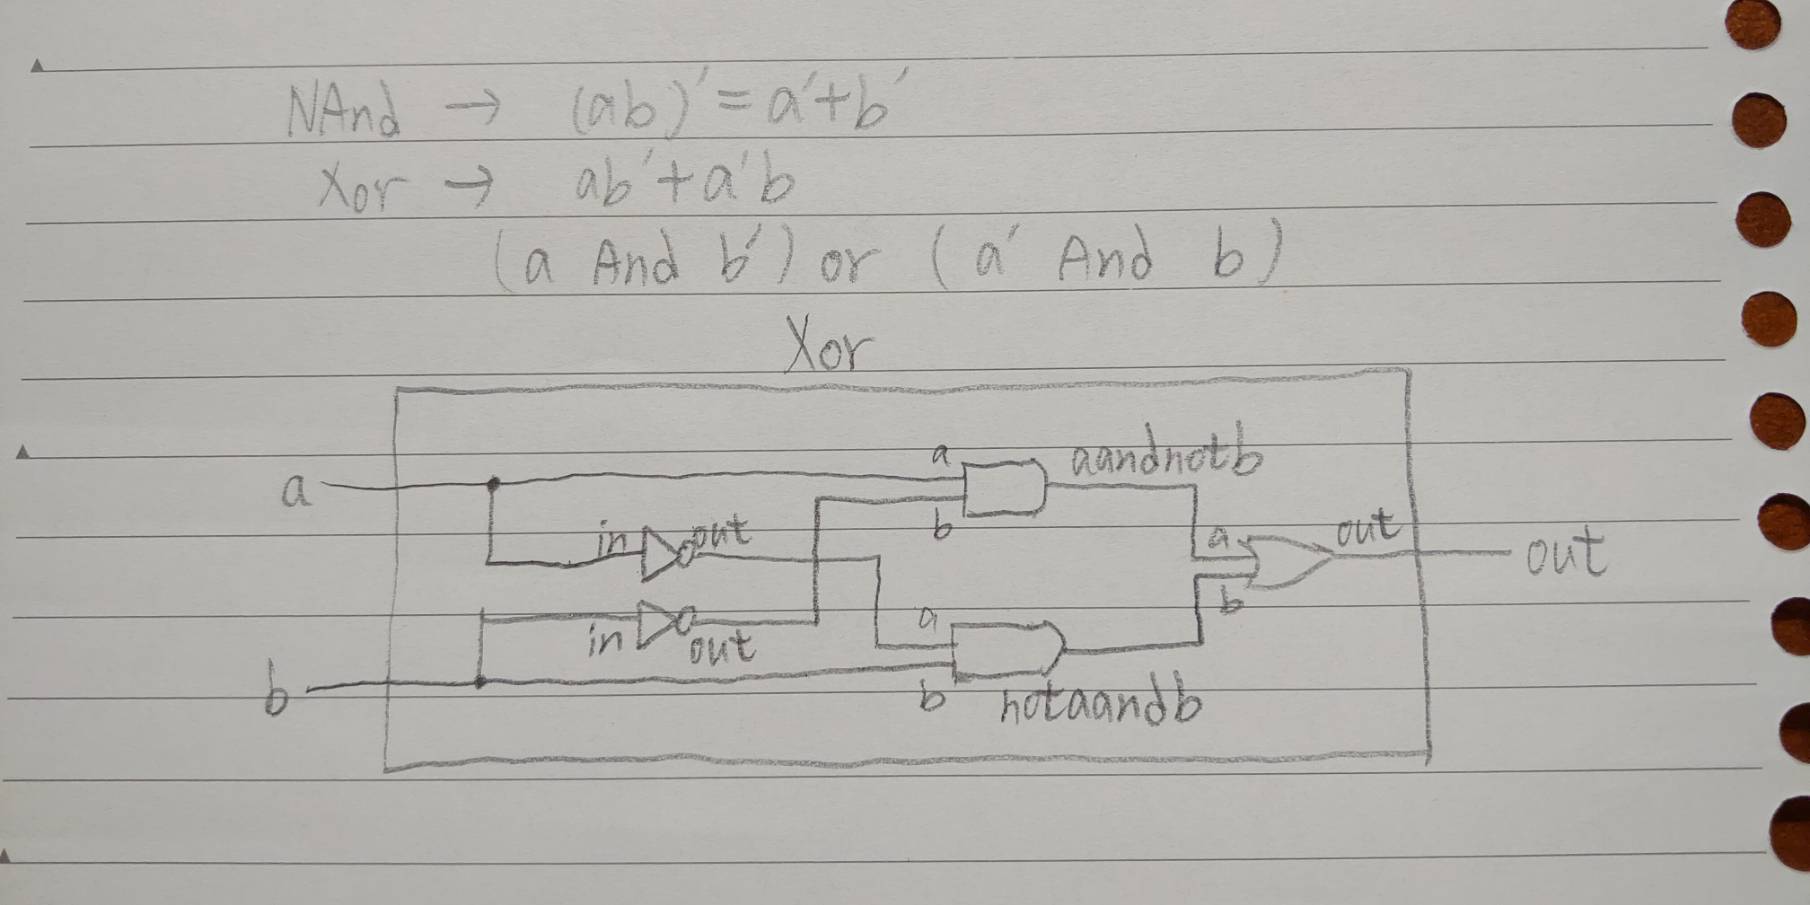 NAnd → (ab)' = a'+b'
Xor → ab'+a'b
(a And b') or (a' And b)
Xor
a aandnotb
a
b
in out
a out
out
in out
a
b
b
b notaandb